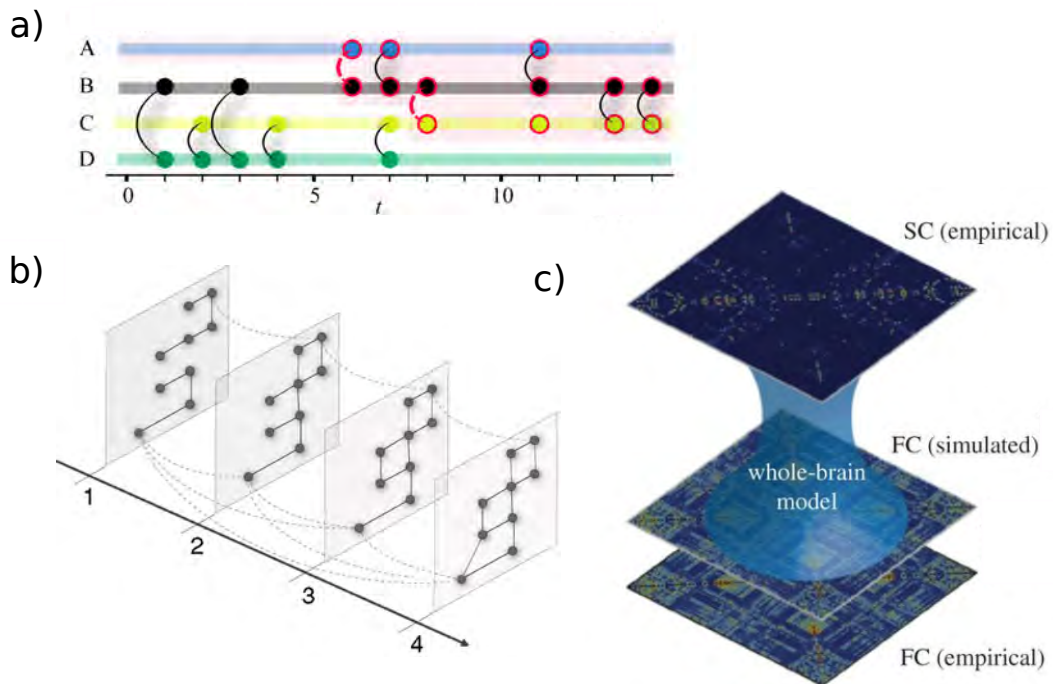 a)
A
B
C
D
0 5 10
t
b)
1
2
3
4
c)
SC (empirical)
FC (simulated)
whole-brain
model
FC (empirical)